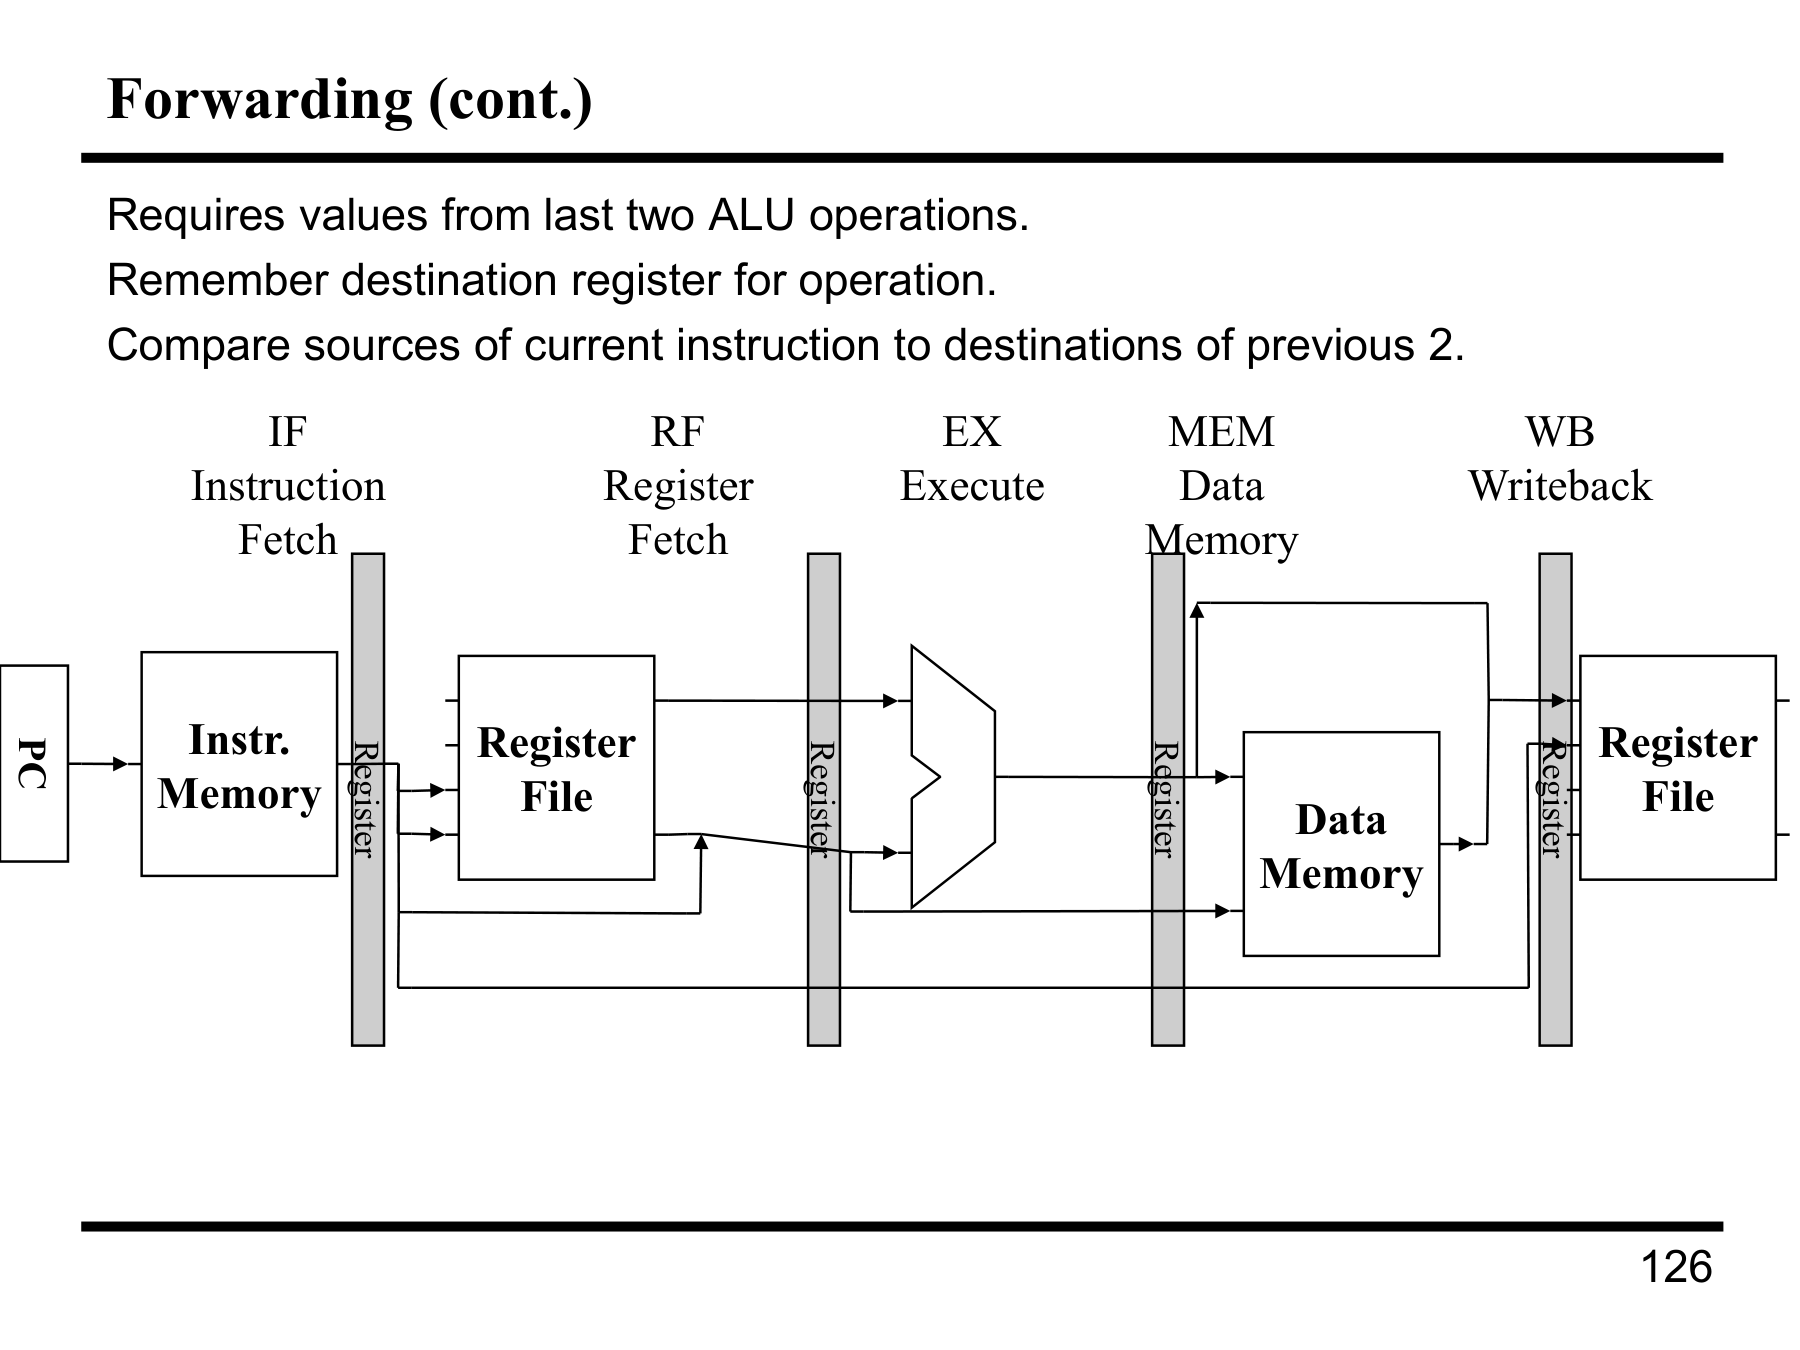 Forwarding (cont.)
Requires values from last two ALU operations.
Remember destination register for operation.
Compare sources of current instruction to destinations of previous 2.
IF
Instruction
Fetch
RF
Register
Fetch
EX
Execute
MEM
Data
Memory
WB
Writeback
PC
Instr.
Memory
Register
Register
File
Register
Register
Data
Memory
Register
Register
File
126